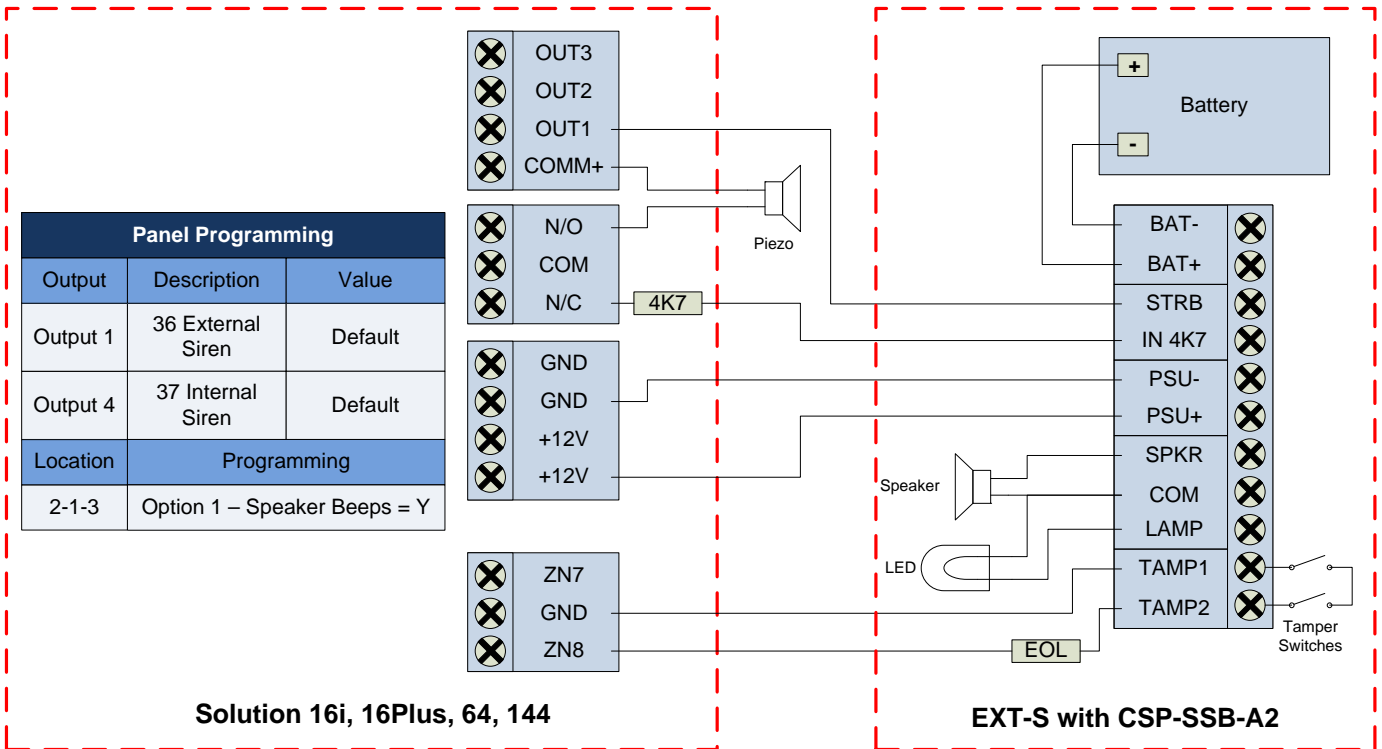 OUT3
OUT2
OUT1
COMM+
N/O
COM
N/C
4K7
GND
GND
+12V
+12V
ZN7
GND
ZN8
Piezo
Panel Programming
Output Description Value
Output 1 36 External Siren Default
Output 4 37 Internal Siren Default
Location Programming
2-1-3 Option 1 – Speaker Beeps = Y
Solution 16i, 16Plus, 64, 144
+
Battery
-
BAT-
BAT+
STRB
IN 4K7
PSU-
PSU+
SPKR
COM
LAMP
TAMP1
TAMP2
Speaker
LED
EOL
Tamper
Switches
EXT-S with CSP-SSB-A2